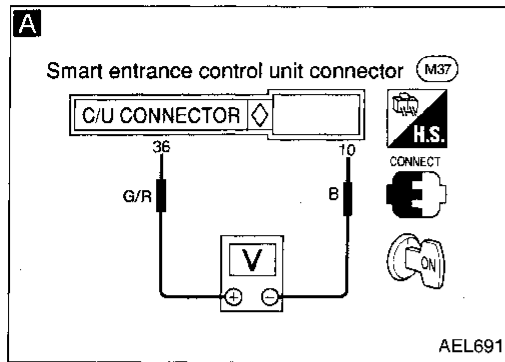 A
Smart entrance control unit connector M37
C/U CONNECTOR
H.S.
36 10
CONNECT
G/R B
V
ON
+ −
AEL691